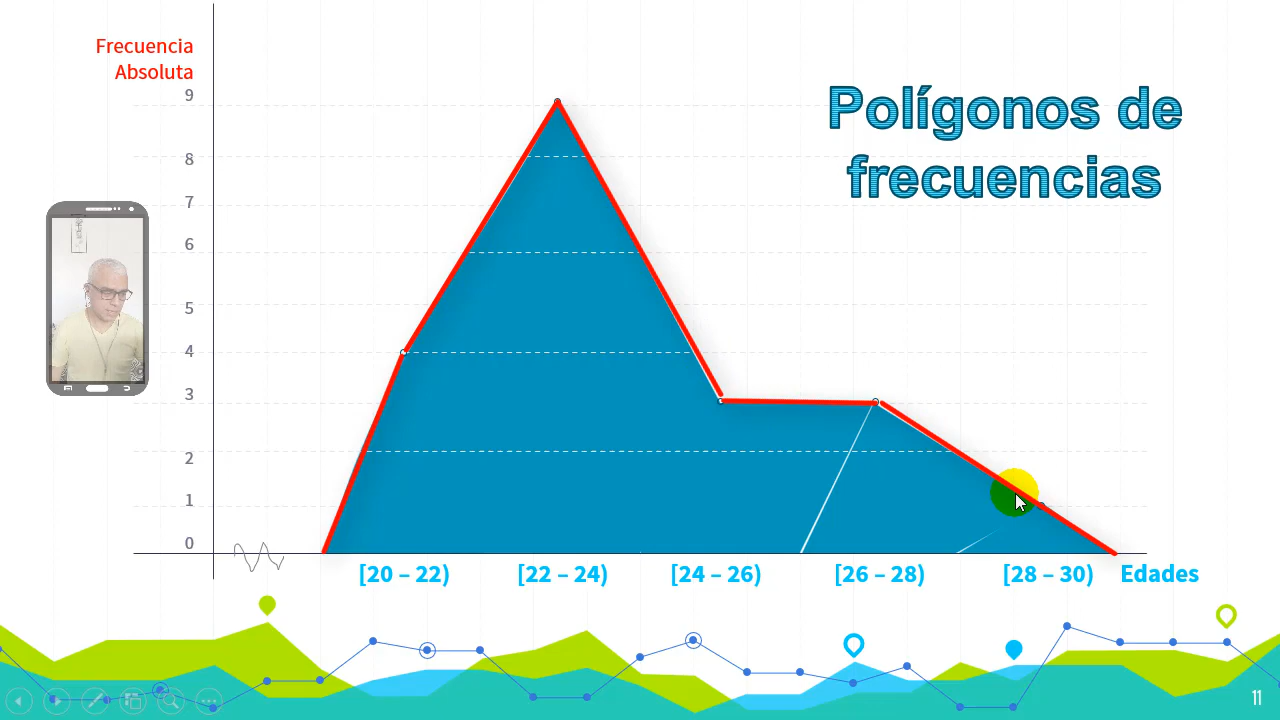 Frecuencia
Absoluta
Polígonos de
frecuencias
9
8
7
6
5
4
3
2
1
0
[20 – 22) [22 – 24) [24 – 26) [26 – 28) [28 – 30) Edades
11